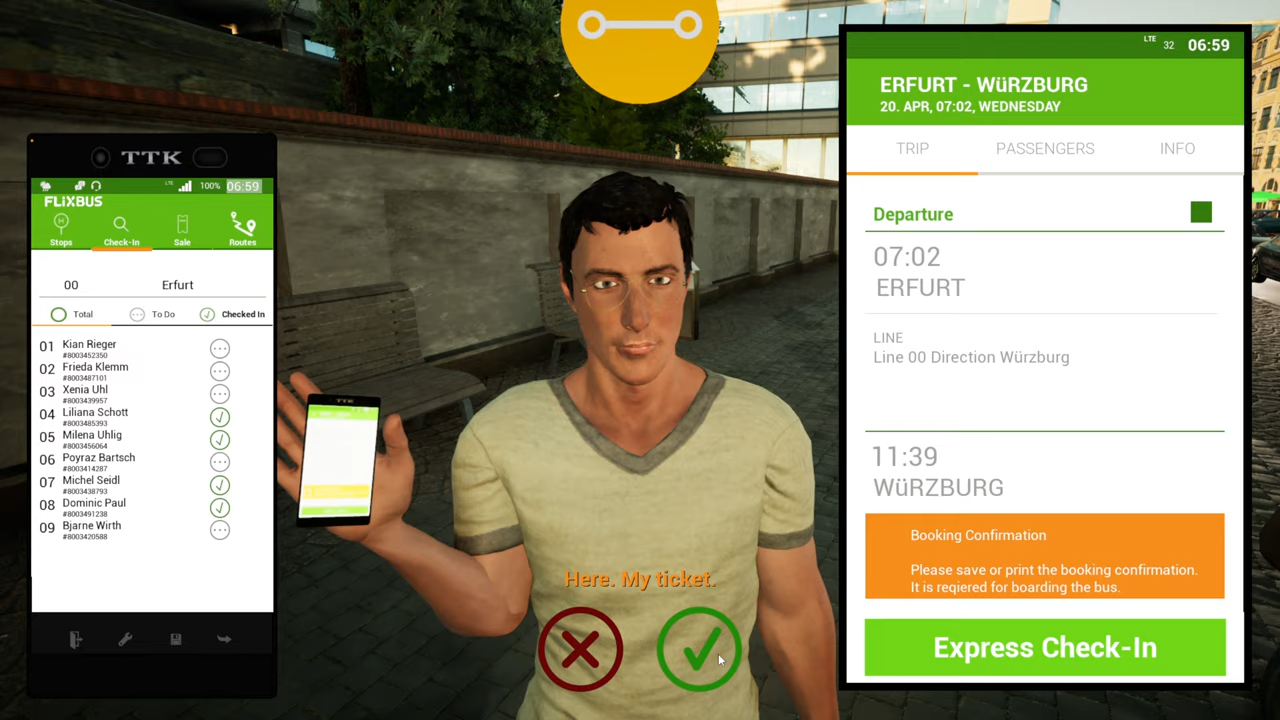 TTK
LTE 100% 06:59
FLiXBUS
Stops Check-In Sale Routes
00 Erfurt
Total To Do Checked In
01 Kian Rieger
#8003452350
02 Frieda Klemm
#8003487101
03 Xenia Uhl
#8003439957
04 Liliana Schott
#8003485393
05 Milena Uhlig
#8003456064
06 Poyraz Bartsch
#8003414287
07 Michel Seidl
#8003438793
08 Dominic Paul
#8003491238
09 Bjarne Wirth
#8003420588
TTK
Here. My ticket.
LTE 32 06:59
ERFURT - WüRZBURG
20. APR, 07:02, WEDNESDAY
TRIP PASSENGERS INFO
Departure
07:02
ERFURT
LINE
Line 00 Direction Würzburg
11:39
WüRZBURG
Booking Confirmation
Please save or print the booking confirmation.
It is reqiered for boarding the bus.
Express Check-In